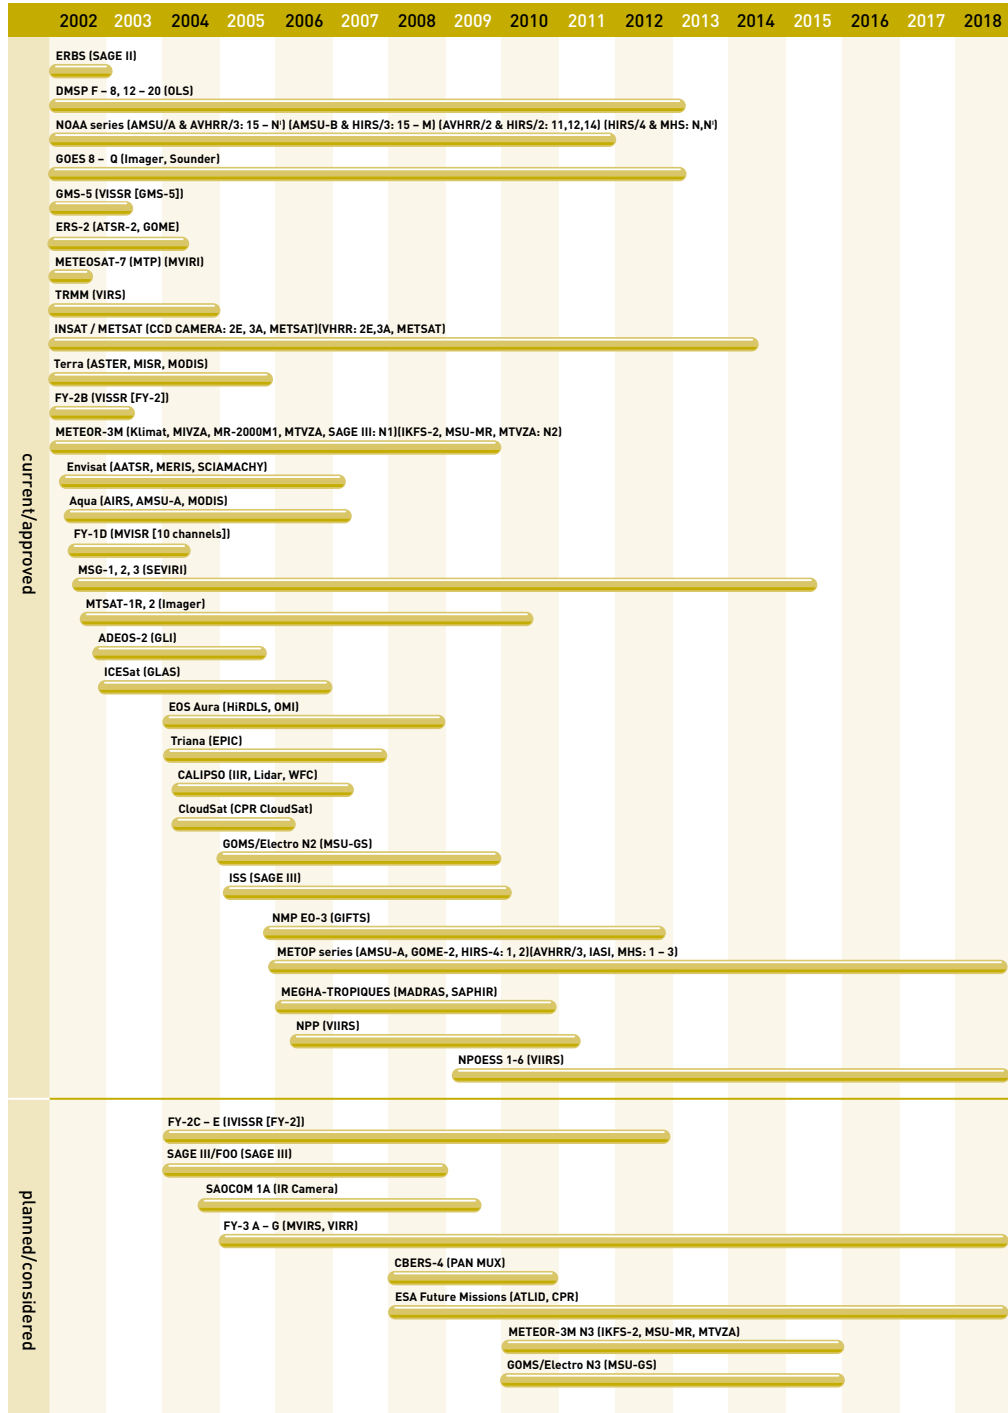 2002 2003 2004 2005 2006 2007 2008 2009 2010 2011 2012 2013 2014 2015 2016 2017 2018
current/approved
ERBS (SAGE II)
DMSP F – 8, 12 – 20 (OLS)
NOAA series (AMSU/A & AVHRR/3: 15 – N') (AMSU-B & HIRS/3: 15 – M) (AVHRR/2 & HIRS/2: 11,12,14) (HIRS/4 & MHS: N,N')
GOES 8 – Q (Imager, Sounder)
GMS-5 (VISSR [GMS-5])
ERS-2 (ATSR-2, GOME)
METEOSAT-7 (MTP) (MVIRI)
TRMM (VIRS)
INSAT / METSAT (CCD CAMERA: 2E, 3A, METSAT)(VHRR: 2E,3A, METSAT)
Terra (ASTER, MISR, MODIS)
FY-2B (VISSR [FY-2])
METEOR-3M (Klimat, MIVZA, MR-2000M1, MTVZA, SAGE III: N1)(IKFS-2, MSU-MR, MTVZA: N2)
Envisat (AATSR, MERIS, SCIAMACHY)
Aqua (AIRS, AMSU-A, MODIS)
FY-1D (MVISR [10 channels])
MSG-1, 2, 3 (SEVIRI)
MTSAT-1R, 2 (Imager)
ADEOS-2 (GLI)
ICESat (GLAS)
EOS Aura (HiRDLS, OMI)
Triana (EPIC)
CALIPSO (IIR, Lidar, WFC)
CloudSat (CPR CloudSat)
GOMS/Electro N2 (MSU-GS)
ISS (SAGE III)
NMP EO-3 (GIFTS)
METOP series (AMSU-A, GOME-2, HIRS-4: 1, 2)(AVHRR/3, IASI, MHS: 1 – 3)
MEGHA-TROPIQUES (MADRAS, SAPHIR)
NPP (VIIRS)
NPOESS 1-6 (VIIRS)
planned/considered
FY-2C – E (IVISSR [FY-2])
SAGE III/FOO (SAGE III)
SAOCOM 1A (IR Camera)
FY-3 A – G (MVIRS, VIRR)
CBERS-4 (PAN MUX)
ESA Future Missions (ATLID, CPR)
METEOR-3M N3 (IKFS-2, MSU-MR, MTVZA)
GOMS/Electro N3 (MSU-GS)